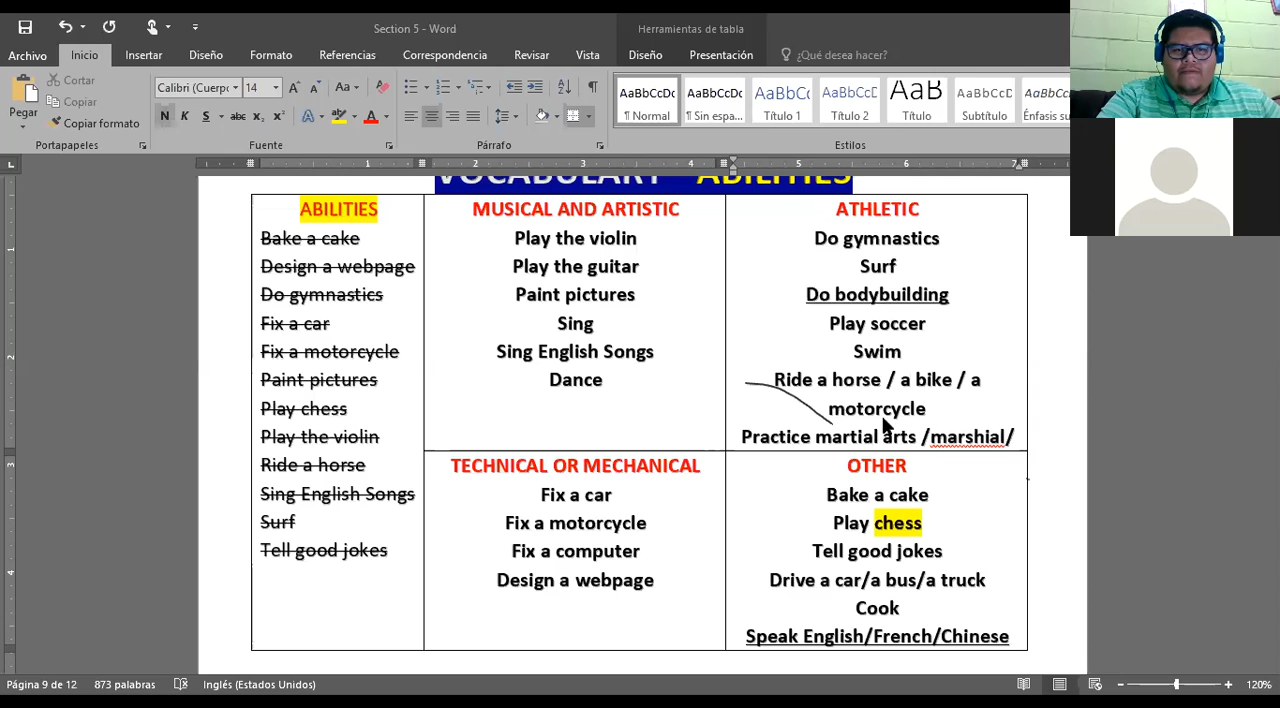 Section 5 - Word
Herramientas de tabla
Archivo
Inicio
Insertar
Diseño
Formato
Referencias
Correspondencia
Revisar
Vista
Diseño
Presentación
¿Qué desea hacer?
Pegar
Cortar
Copiar
Copiar formato
Calibri (Cuerpo
14
Portapapeles
Fuente
Párrafo
AaBbCcDc
¶ Normal
AaBbCcDc
¶ Sin espa...
AaBbCc
Título 1
AaBbCcD
Título 2
AaB
Título
AaBbCcD
Subtítulo
AaBbCcDd
Énfasis su
Estilos
VOCABULARY ABILITIES
ABILITIES
Bake a cake
Design a webpage
Do gymnastics
Fix a car
Fix a motorcycle
Paint pictures
Play chess
Play the violin
Ride a horse
Sing English Songs
Surf
Tell good jokes
MUSICAL AND ARTISTIC
Play the violin
Play the guitar
Paint pictures
Sing
Sing English Songs
Dance
ATHLETIC
Do gymnastics
Surf
Do bodybuilding
Play soccer
Swim
Ride a horse / a bike / a
motorcycle
Practice martial arts /marshial/
TECHNICAL OR MECHANICAL
Fix a car
Fix a motorcycle
Fix a computer
Design a webpage
OTHER
Bake a cake
Play chess
Tell good jokes
Drive a car/a bus/a truck
Cook
Speak English/French/Chinese
Página 9 de 12
873 palabras
Inglés (Estados Unidos)
120%